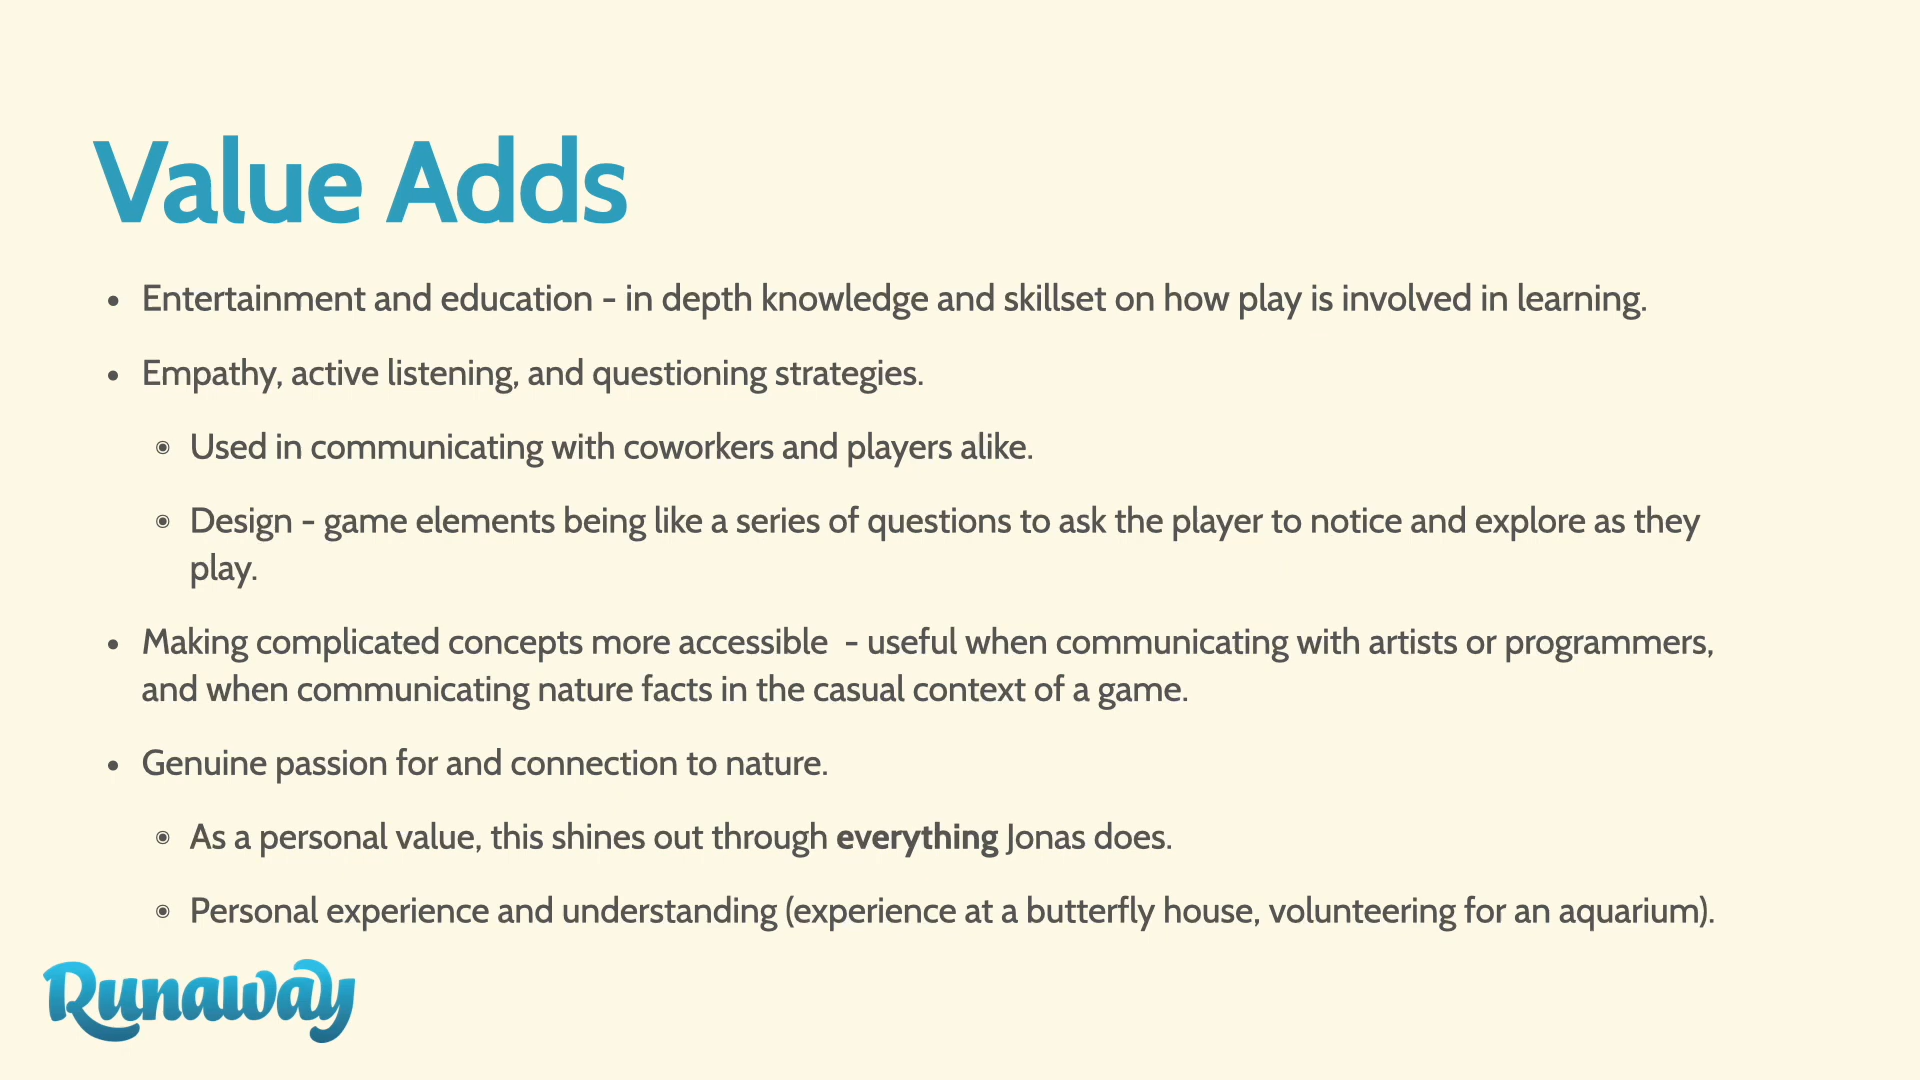 Value Adds
• Entertainment and education - in depth knowledge and skillset on how play is involved in learning.
• Empathy, active listening, and questioning strategies.
◉ Used in communicating with coworkers and players alike.
◉ Design - game elements being like a series of questions to ask the player to notice and explore as they
play.
• Making complicated concepts more accessible  - useful when communicating with artists or programmers,
and when communicating nature facts in the casual context of a game.
• Genuine passion for and connection to nature.
◉ As a personal value, this shines out through everything Jonas does.
◉ Personal experience and understanding (experience at a butterfly house, volunteering for an aquarium).
Runaway